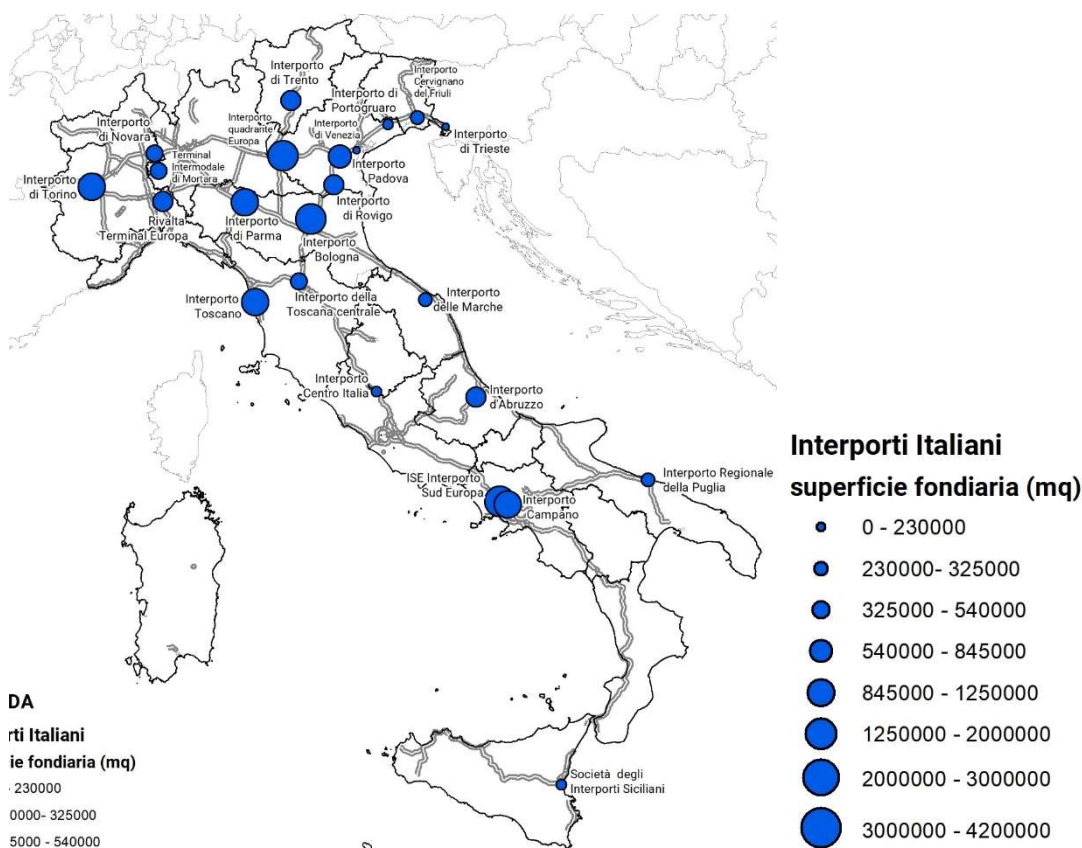 Interporto
di Trento
Interporto
Cervignano
del Friuli
Interporto di
Portogruaro
Interporto
di Novara
Interporto
quadrante
Europa
Interporto
di Venezia
Interporto
di Trieste
Terminal
Intermodale
di Mortara
Interporto
Padova
Interporto
di Torino
Interporto
di Rovigo
Rivalta
Terminal Europa
Interporto
di Parma
Interporto
Bologna
Interporto
Toscano
Interporto della
Toscana centrale
Interporto
delle Marche
Interporto
Centro Italia
Interporto
d'Abruzzo
ISE Interporto
Sud Europa
Interporto
Campano
Interporto Regionale
della Puglia
Società degli
Interporti Siciliani
Interporti Italiani
superficie fondiaria (mq)
0 - 230000
230000- 325000
325000 - 540000
540000 - 845000
845000 - 1250000
1250000 - 2000000
2000000 - 3000000
3000000 - 4200000
DA
rti Italiani
ie fondiaria (mq)
- 230000
0000- 325000
5000 - 540000